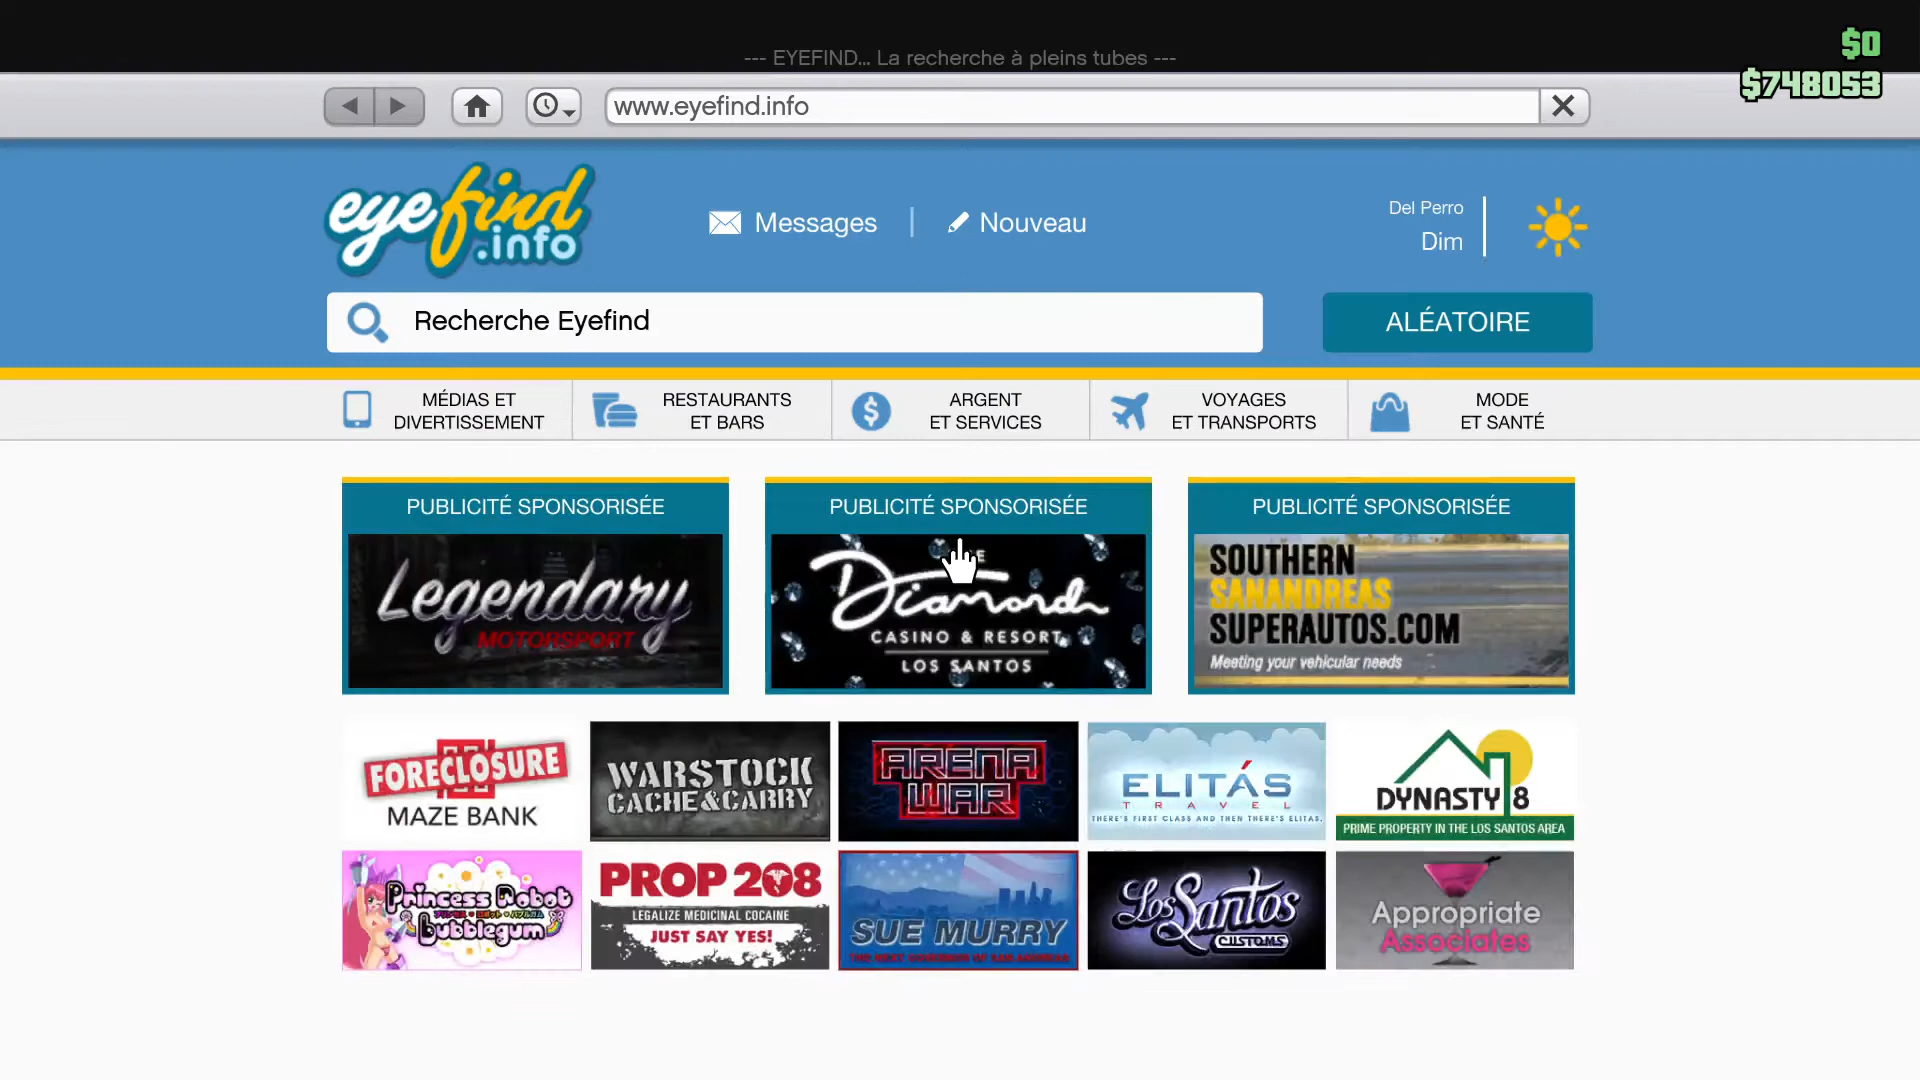 $0
--- EYEFIND... La recherche à pleins tubes ---
$748053
www.eyefind.info
eyefind
.info
Messages
Nouveau
Del Perro
Dim
Recherche Eyefind
ALÉATOIRE
MÉDIAS ET
DIVERTISSEMENT
RESTAURANTS
ET BARS
ARGENT
ET SERVICES
VOYAGES
ET TRANSPORTS
MODE
ET SANTÉ
PUBLICITÉ SPONSORISÉE
Legendary
MOTORSPORT
PUBLICITÉ SPONSORISÉE
Diamond
CASINO & RESORT
LOS SANTOS
PUBLICITÉ SPONSORISÉE
SOUTHERN
SANANDREAS
SUPERAUTOS.COM
Meeting your vehicular needs
FORECLOSURE
MAZE BANK
WARSTOCK
CACHE&CARRY
ARENA
WAR
ELITÁS
TRAVEL
THERE'S FIRST CLASS AND THEN THERE'S ELITAS.
DYNASTY 8
PRIME PROPERTY IN THE LOS SANTOS AREA
Princess Robot
Bubblegum
PROP 208
LEGALIZE MEDICINAL COCAINE
JUST SAY YES!
SUE MURRY
Los Santos
CUSTOMS
Appropriate
Associates